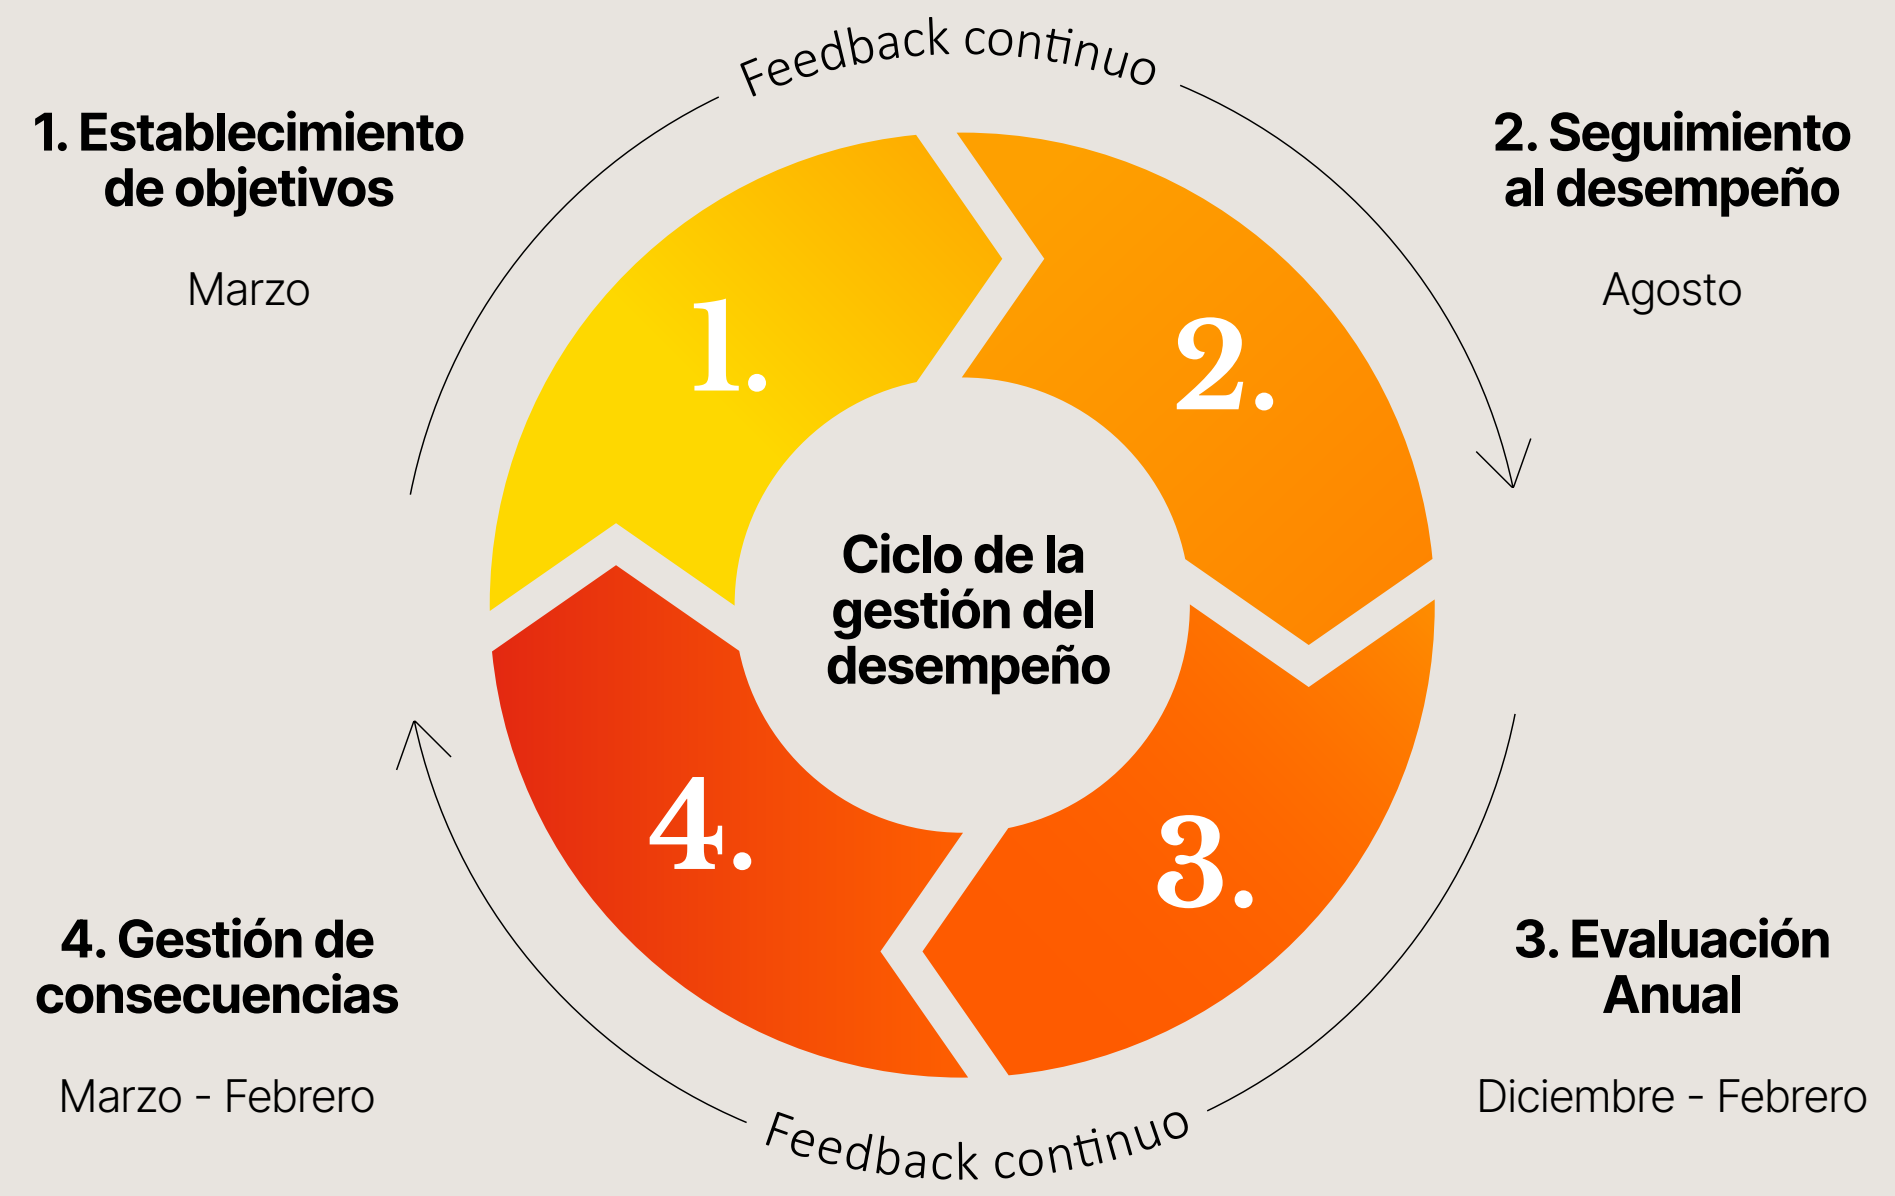 Feedback continuo
1. Establecimiento
de objetivos
Marzo
2. Seguimiento
al desempeño
Agosto
1.
2.
Ciclo de la
gestión del
desempeño
4.
3.
4. Gestión de
consecuencias
Marzo - Febrero
3. Evaluación
Anual
Diciembre - Febrero
Feedback continuo